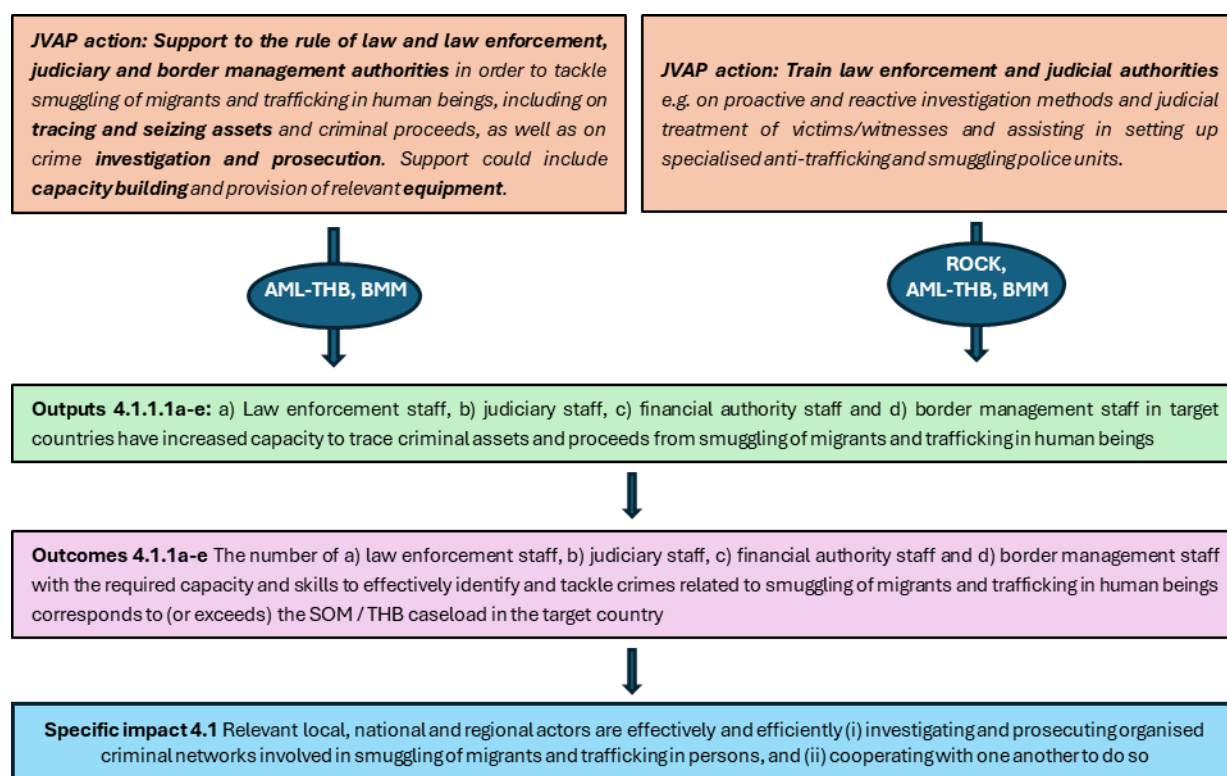 JVAP action: Support to the rule of law and law enforcement,
judiciary and border management authorities in order to tackle
smuggling of migrants and trafficking in human beings, including on
tracing and seizing assets and criminal proceeds, as well as on
crime investigation and prosecution. Support could include
capacity building and provision of relevant equipment.
JVAP action: Train law enforcement and judicial authorities
e.g. on proactive and reactive investigation methods and judicial
treatment of victims/witnesses and assisting in setting up
specialised anti-trafficking and smuggling police units.
AML-THB, BMM
ROCK,
AML-THB, BMM
Outputs 4.1.1.1a-e: a) Law enforcement staff, b) judiciary staff, c) financial authority staff and d) border management staff in target
countries have increased capacity to trace criminal assets and proceeds from smuggling of migrants and trafficking in human beings
Outcomes 4.1.1a-e The number of a) law enforcement staff, b) judiciary staff, c) financial authority staff and d) border management staff
with the required capacity and skills to effectively identify and tackle crimes related to smuggling of migrants and trafficking in human beings
corresponds to (or exceeds) the SOM / THB caseload in the target country
Specific impact 4.1 Relevant local, national and regional actors are effectively and efficiently (i) investigating and prosecuting organised
criminal networks involved in smuggling of migrants and trafficking in persons, and (ii) cooperating with one another to do so